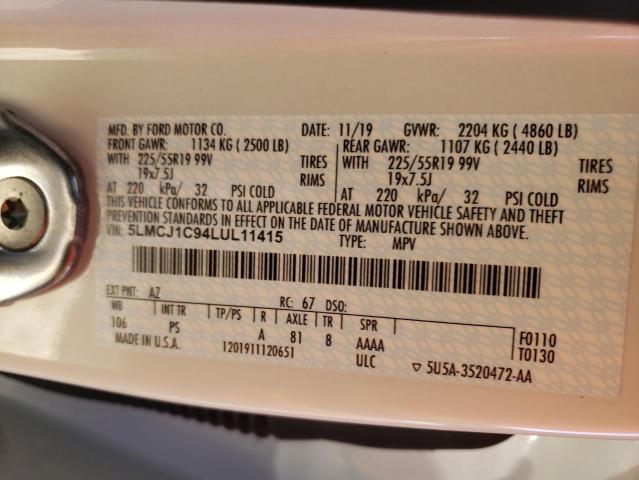 MFD. BY FORD MOTOR CO. DATE: 11/19 GVWR: 2204 KG ( 4860 LB)
FRONT GAWR: 1134 KG ( 2500 LB) REAR GAWR: 1107 KG ( 2440 LB)
WITH 225/55R19 99V TIRES WITH 225/55R19 99V TIRES
19x7.5J RIMS 19x7.5J RIMS
AT 220 kPa/ 32 PSI COLD AT 220 kPa/ 32 PSI COLD
THIS VEHICLE CONFORMS TO ALL APPLICABLE FEDERAL MOTOR VEHICLE SAFETY AND THEFT
PREVENTION STANDARDS IN EFFECT ON THE DATE OF MANUFACTURE SHOWN ABOVE.
VIN: 5LMCJ1C94LUL11415 TYPE: MPV
EXT PNT: AZ RC: 67 DSO:
WB INT TR TP/PS R AXLE TR SPR
106 PS A 81 8 AAAA F0110
T0130
MADE IN U.S.A. 1201911120651 ULC ▽ 5U5A-3520472-AA